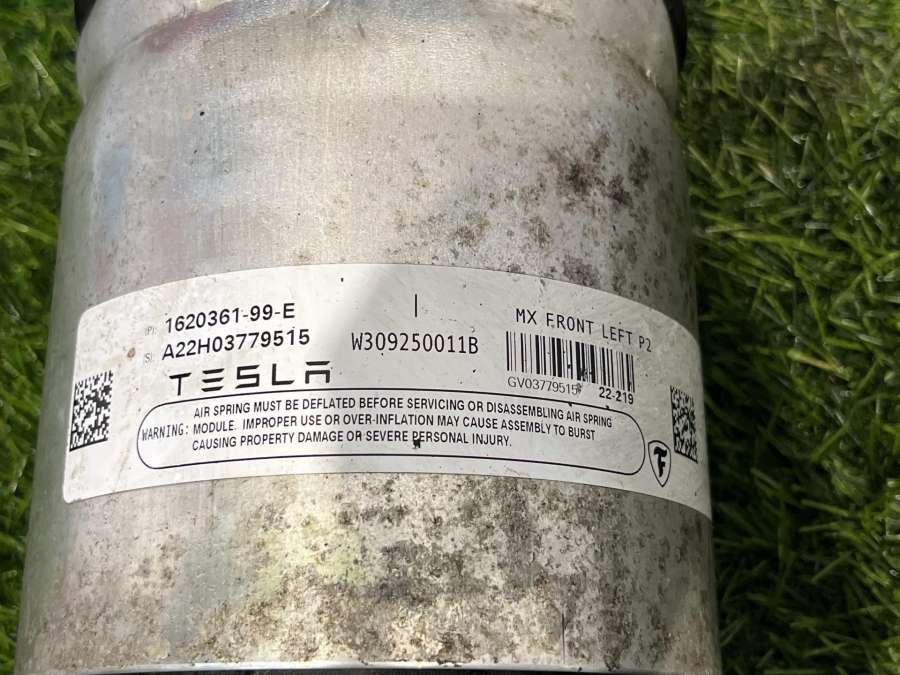 (P): 1620361-99-E
(S): A22H03779515
W309250011B
MX FRONT LEFT P2
GV03779515
22-219
TESLA
WARNING: AIR SPRING MUST BE DEFLATED BEFORE SERVICING OR DISASSEMBLING AIR SPRING
MODULE. IMPROPER USE OR OVER-INFLATION MAY CAUSE ASSEMBLY TO BURST
CAUSING PROPERTY DAMAGE OR SEVERE PERSONAL INJURY.
F